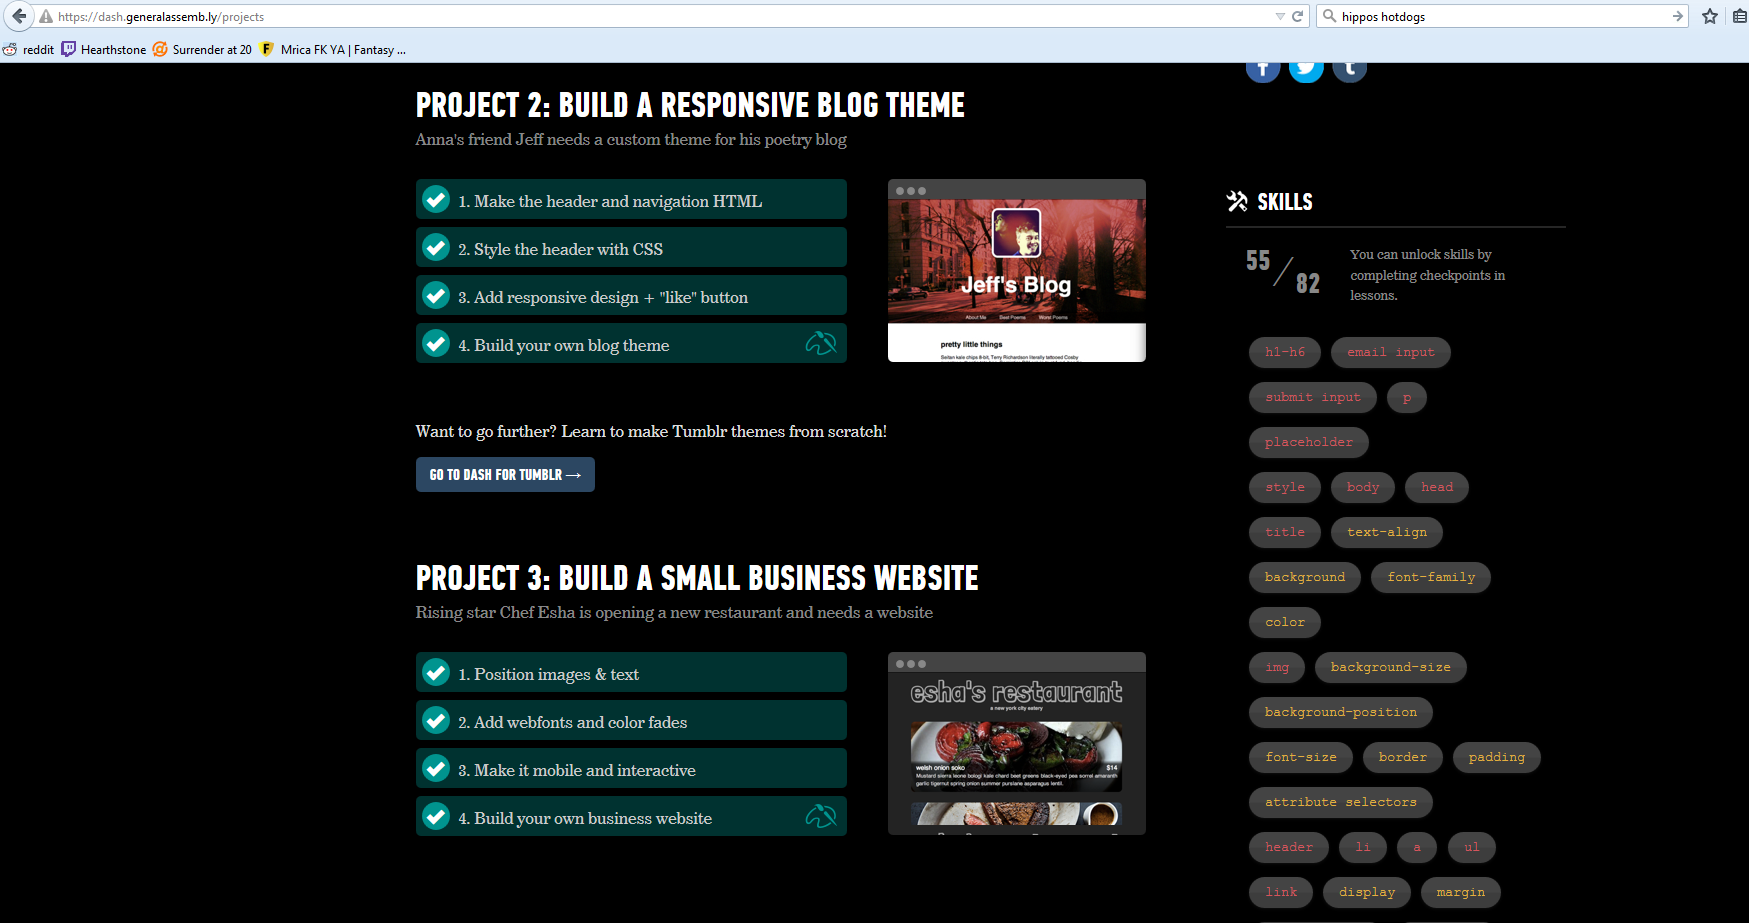 https://dash.generalassemb.ly/projects
hippos hotdogs
reddit Hearthstone Surrender at 20 Mrica FK YA | Fantasy ...
PROJECT 2: BUILD A RESPONSIVE BLOG THEME
Anna's friend Jeff needs a custom theme for his poetry blog
1. Make the header and navigation HTML
2. Style the header with CSS
3. Add responsive design + "like" button
4. Build your own blog theme
Jeff's Blog
About Me Best Poems Worst Poems
pretty little things
Seitan kale chips 8-bit, Terry Richardson literally tattooed Cosby
Want to go further? Learn to make Tumblr themes from scratch!
GO TO DASH FOR TUMBLR →
PROJECT 3: BUILD A SMALL BUSINESS WEBSITE
Rising star Chef Esha is opening a new restaurant and needs a website
1. Position images & text
2. Add webfonts and color fades
3. Make it mobile and interactive
4. Build your own business website
esha's restaurant
a new york city eatery
welsh onion soko $14
Mustard sierra leone bologi kale chard beet greens black-eyed pea sorrel amaranth
garlic tigernut spring onion summer purslane asparagus lentil.
SKILLS
55 / 82
You can unlock skills by
completing checkpoints in
lessons.
h1-h6 email input
submit input p
placeholder
style body head
title text-align
background font-family
color
img background-size
background-position
font-size border padding
attribute selectors
header li a ul
link display margin